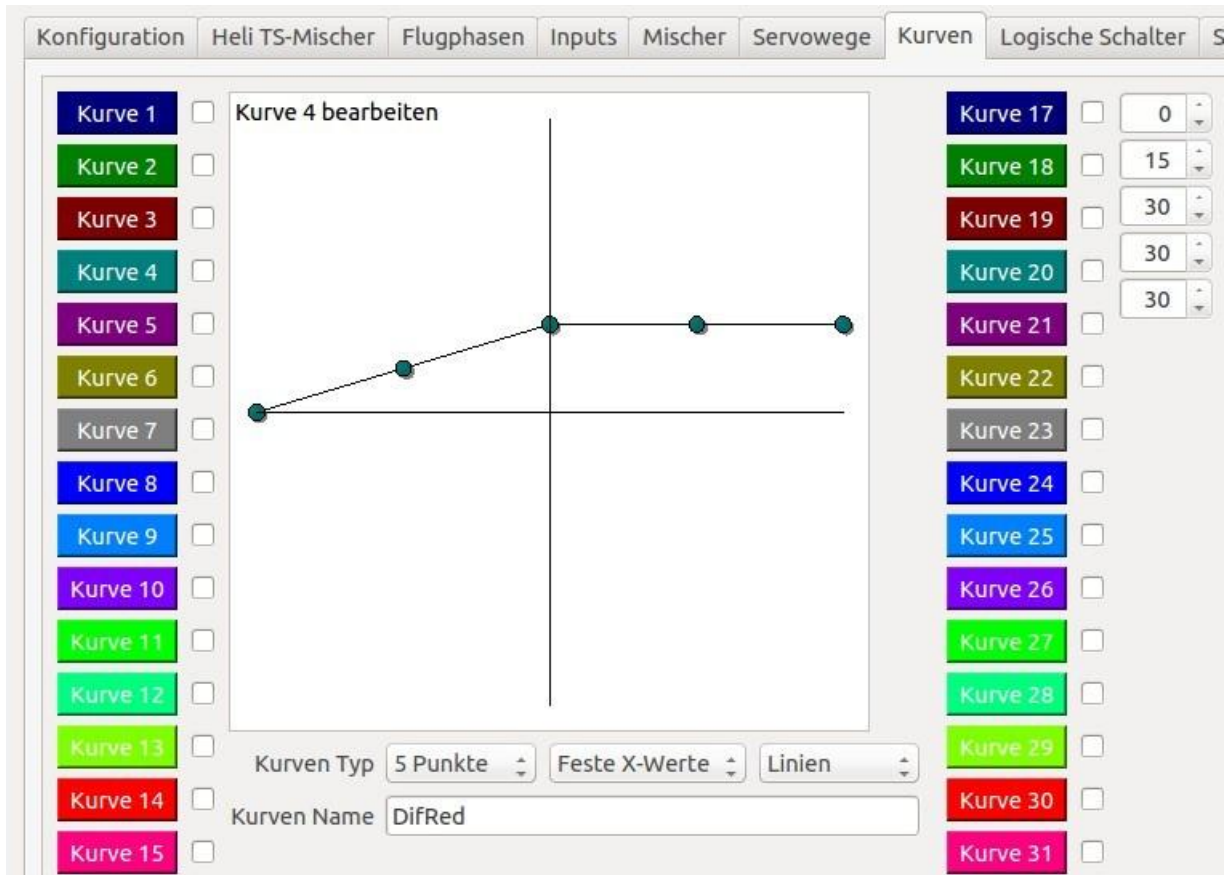 Konfiguration Heli TS-Mischer Flugphasen Inputs Mischer Servowege Kurven Logische Schalter S
Kurve 1
Kurve 2
Kurve 3
Kurve 4
Kurve 5
Kurve 6
Kurve 7
Kurve 8
Kurve 9
Kurve 10
Kurve 11
Kurve 12
Kurve 13
Kurve 14
Kurve 15
Kurve 4 bearbeiten
Kurven Typ 5 Punkte Feste X-Werte Linien
Kurven Name DifRed
Kurve 17
Kurve 18
Kurve 19
Kurve 20
Kurve 21
Kurve 22
Kurve 23
Kurve 24
Kurve 25
Kurve 26
Kurve 27
Kurve 28
Kurve 29
Kurve 30
Kurve 31
0
15
30
30
30